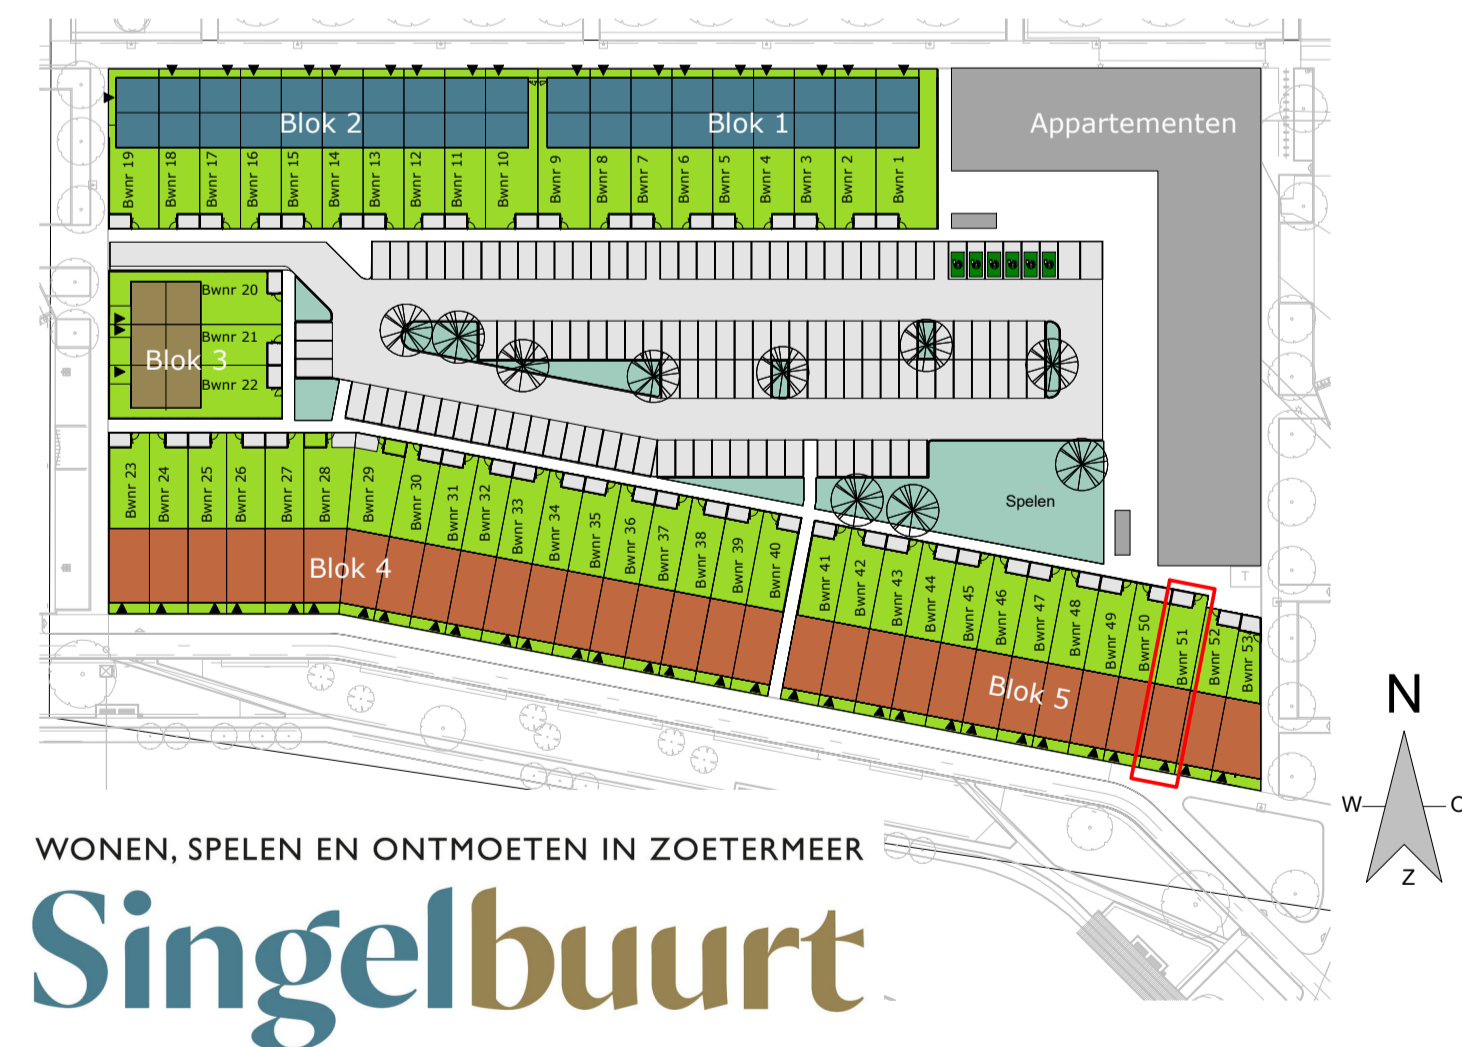 Blok 2
Blok 1
Appartementen
Bwnr 19
Bwnr 18
Bwnr 17
Bwnr 16
Bwnr 15
Bwnr 14
Bwnr 13
Bwnr 12
Bwnr 11
Bwnr 10
Bwnr 9
Bwnr 8
Bwnr 7
Bwnr 6
Bwnr 5
Bwnr 4
Bwnr 3
Bwnr 2
Bwnr 1
Bwnr 20
Bwnr 21
Blok 3
Bwnr 22
Bwnr 23
Bwnr 24
Bwnr 25
Bwnr 26
Bwnr 27
Bwnr 28
Bwnr 29
Bwnr 30
Bwnr 31
Bwnr 32
Bwnr 33
Bwnr 34
Bwnr 35
Bwnr 36
Bwnr 37
Bwnr 38
Bwnr 39
Bwnr 40
Blok 4
Spelen
T
Bwnr 41
Bwnr 42
Bwnr 43
Bwnr 44
Bwnr 45
Bwnr 46
Bwnr 47
Bwnr 48
Bwnr 49
Bwnr 50
Bwnr 51
Bwnr 52
Bwnr 53
Blok 5
N
W
O
Z
WONEN, SPELEN EN ONTMOETEN IN ZOETERMEER
Singelbuurt